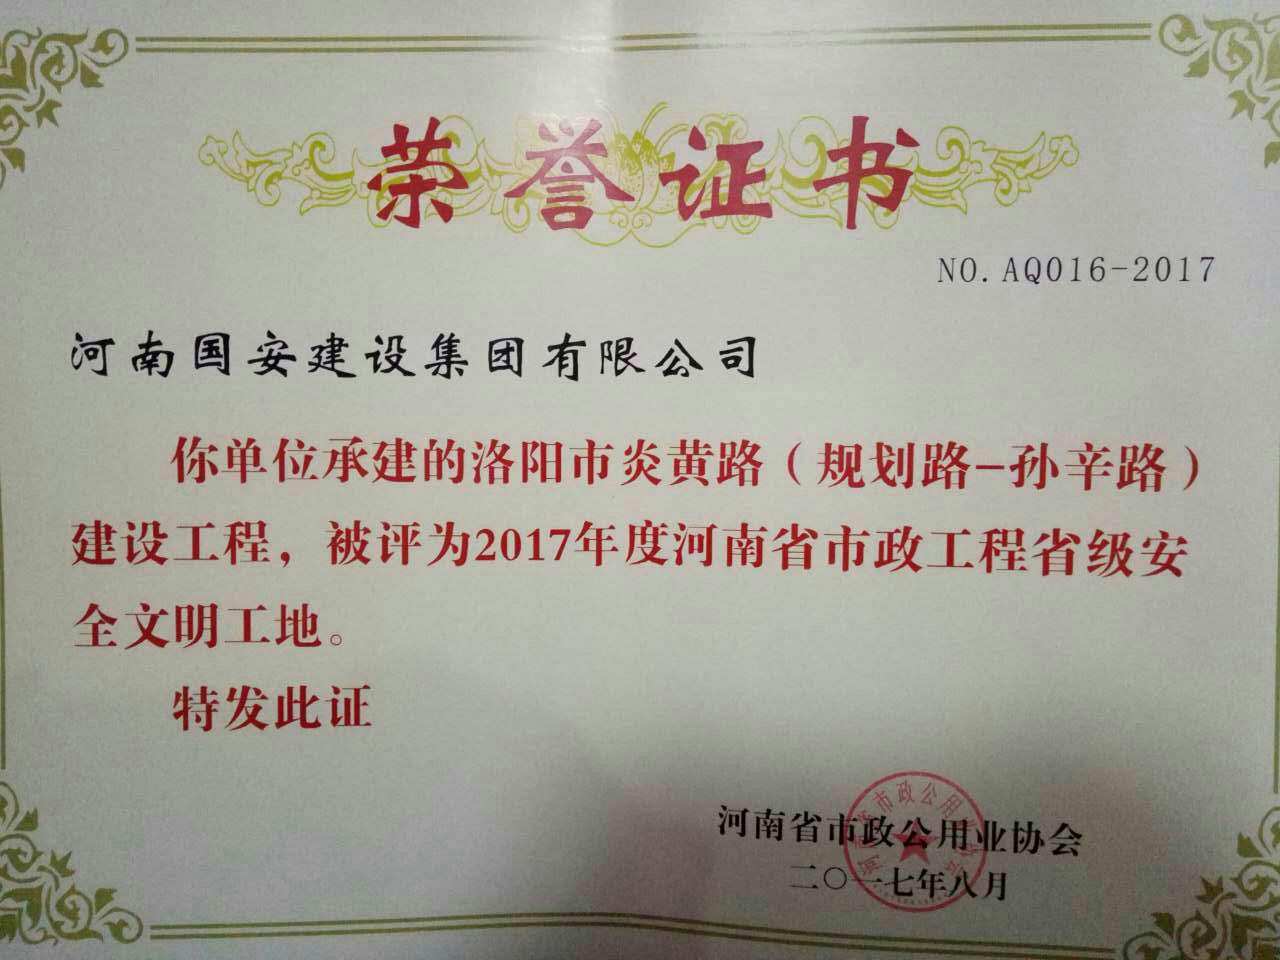 荣誉证书
NO.AQ016-2017
河南国安建设集团有限公司
你单位承建的洛阳市炎黄路（规划路-孙辛路）
建设工程，被评为2017年度河南省市政工程省级安
全文明工地。
特发此证
河南省市政公用业协会
二〇一七年八月